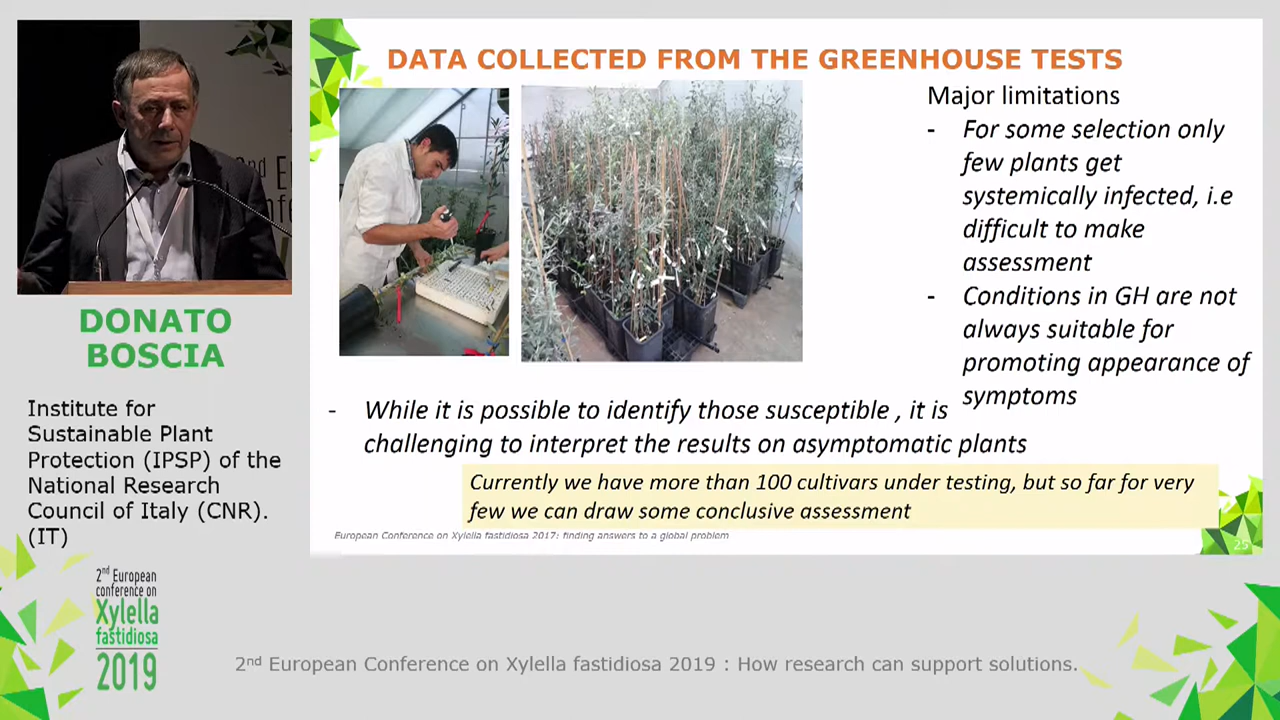 DATA COLLECTED FROM THE GREENHOUSE TESTS
Major limitations
- For some selection only
few plants get
systemically infected, i.e
difficult to make
assessment
- Conditions in GH are not
always suitable for
promoting appearance of
symptoms
- While it is possible to identify those susceptible , it is
challenging to interpret the results on asymptomatic plants
Currently we have more than 100 cultivars under testing, but so far for very
few we can draw some conclusive assessment
European Conference on Xylella fastidiosa 2017: finding answers to a global problem
25
2nd E
onfe
DONATO
BOSCIA
Institute for
Sustainable Plant
Protection (IPSP) of the
National Research
Council of Italy (CNR).
(IT)
2nd European
conference on
Xylella
fastidiosa
2019
2nd European Conference on Xylella fastidiosa 2019 : How research can support solutions.